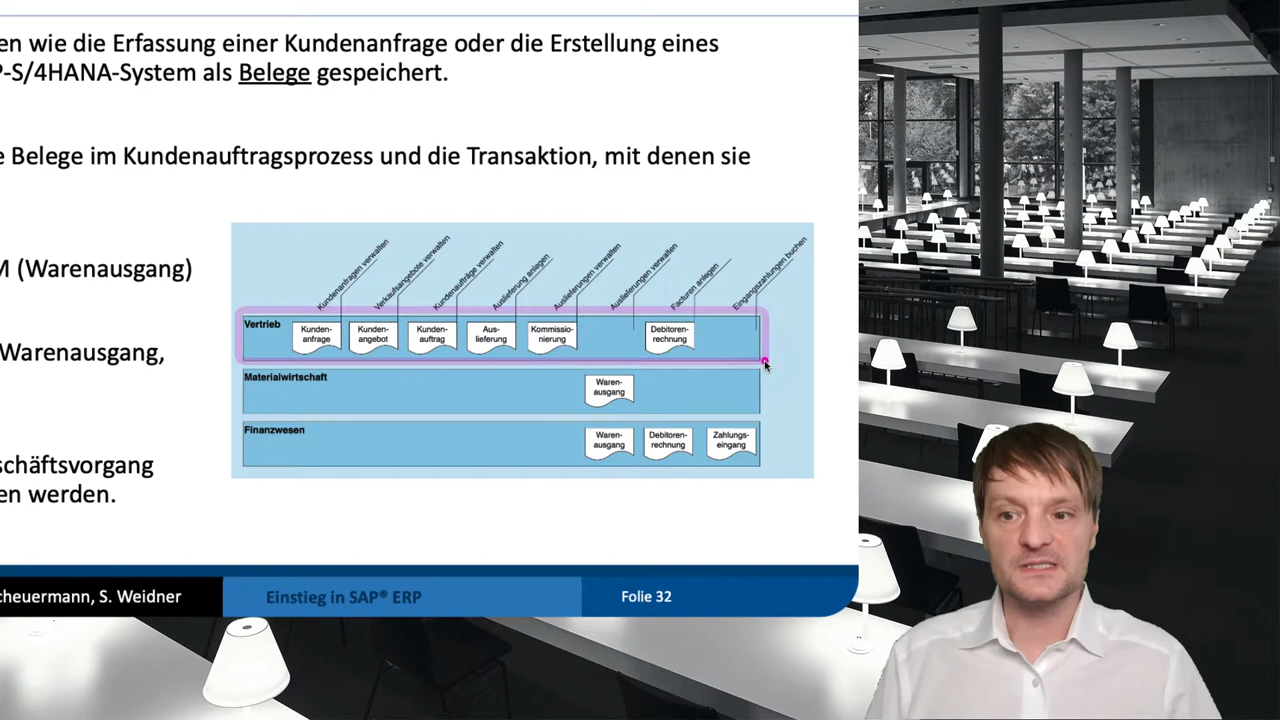 en wie die Erfassung einer Kundenanfrage oder die Erstellung eines
P-S/4HANA-System als Belege gespeichert.
e Belege im Kundenauftragsprozess und die Transaktion, mit denen sie
M (Warenausgang)
Warenausgang,
schäftsvorgang
en werden.
Kundenanfragen verwalten
Verkaufsangebote verwalten
Kundenaufträge verwalten
Auslieferung anlegen
Auslieferungen verwalten
Auslieferungen verwalten
Facturen anlegen
Eingangszahlungen buchen
Vertrieb
Kunden-
anfrage
Kunden-
angebot
Kunden-
auftrag
Aus-
lieferung
Kommissio-
nierung
Debitoren-
rechnung
Materialwirtschaft
Waren-
ausgang
Finanzwesen
Waren-
ausgang
Debitoren-
rechnung
Zahlungs-
eingang
cheuermann, S. Weidner
Einstieg in SAP® ERP
Folie 32